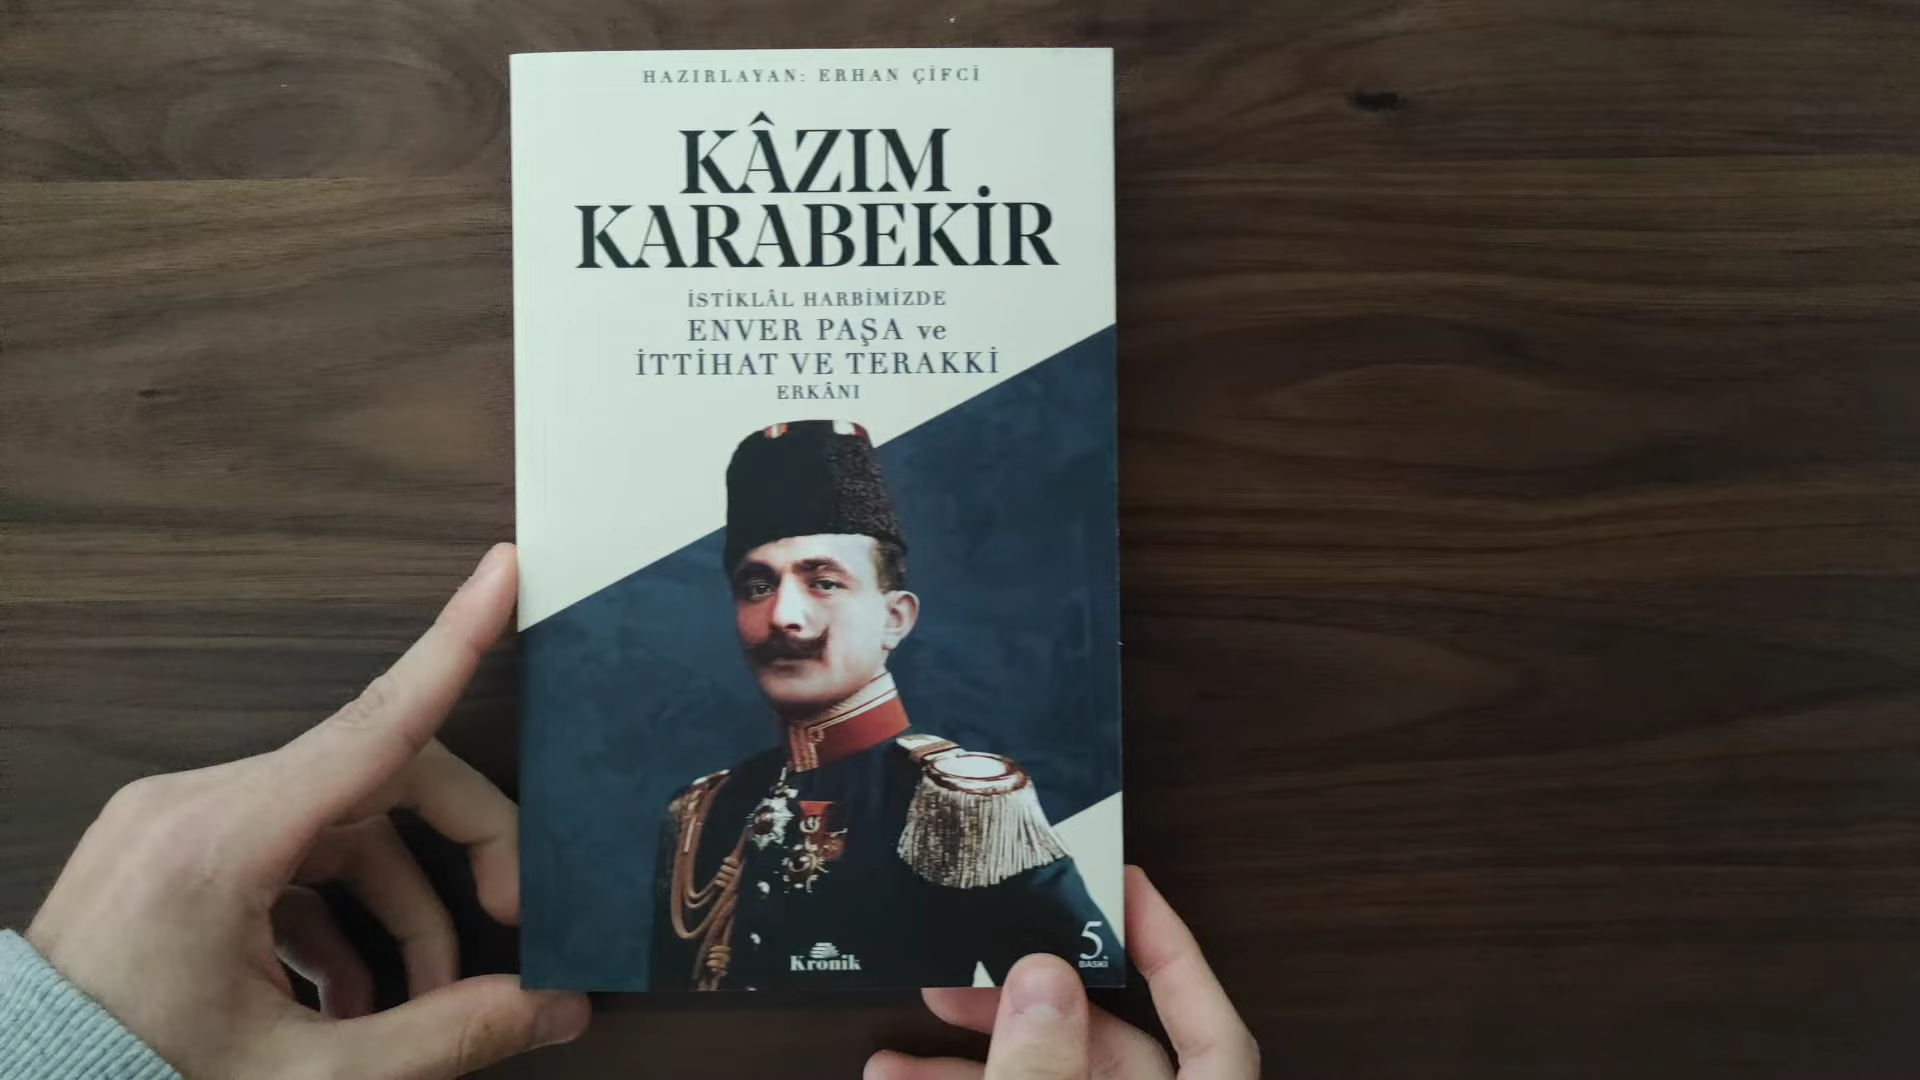 HAZIRLAYAN: ERHAN ÇİFCİ
KÂZIM
KARABEKİR
İSTİKLÂL HARBİMİZDE
ENVER PAŞA ve
İTTİHAT VE TERAKKİ
ERKÂNI
Kronik
5.
BASKI